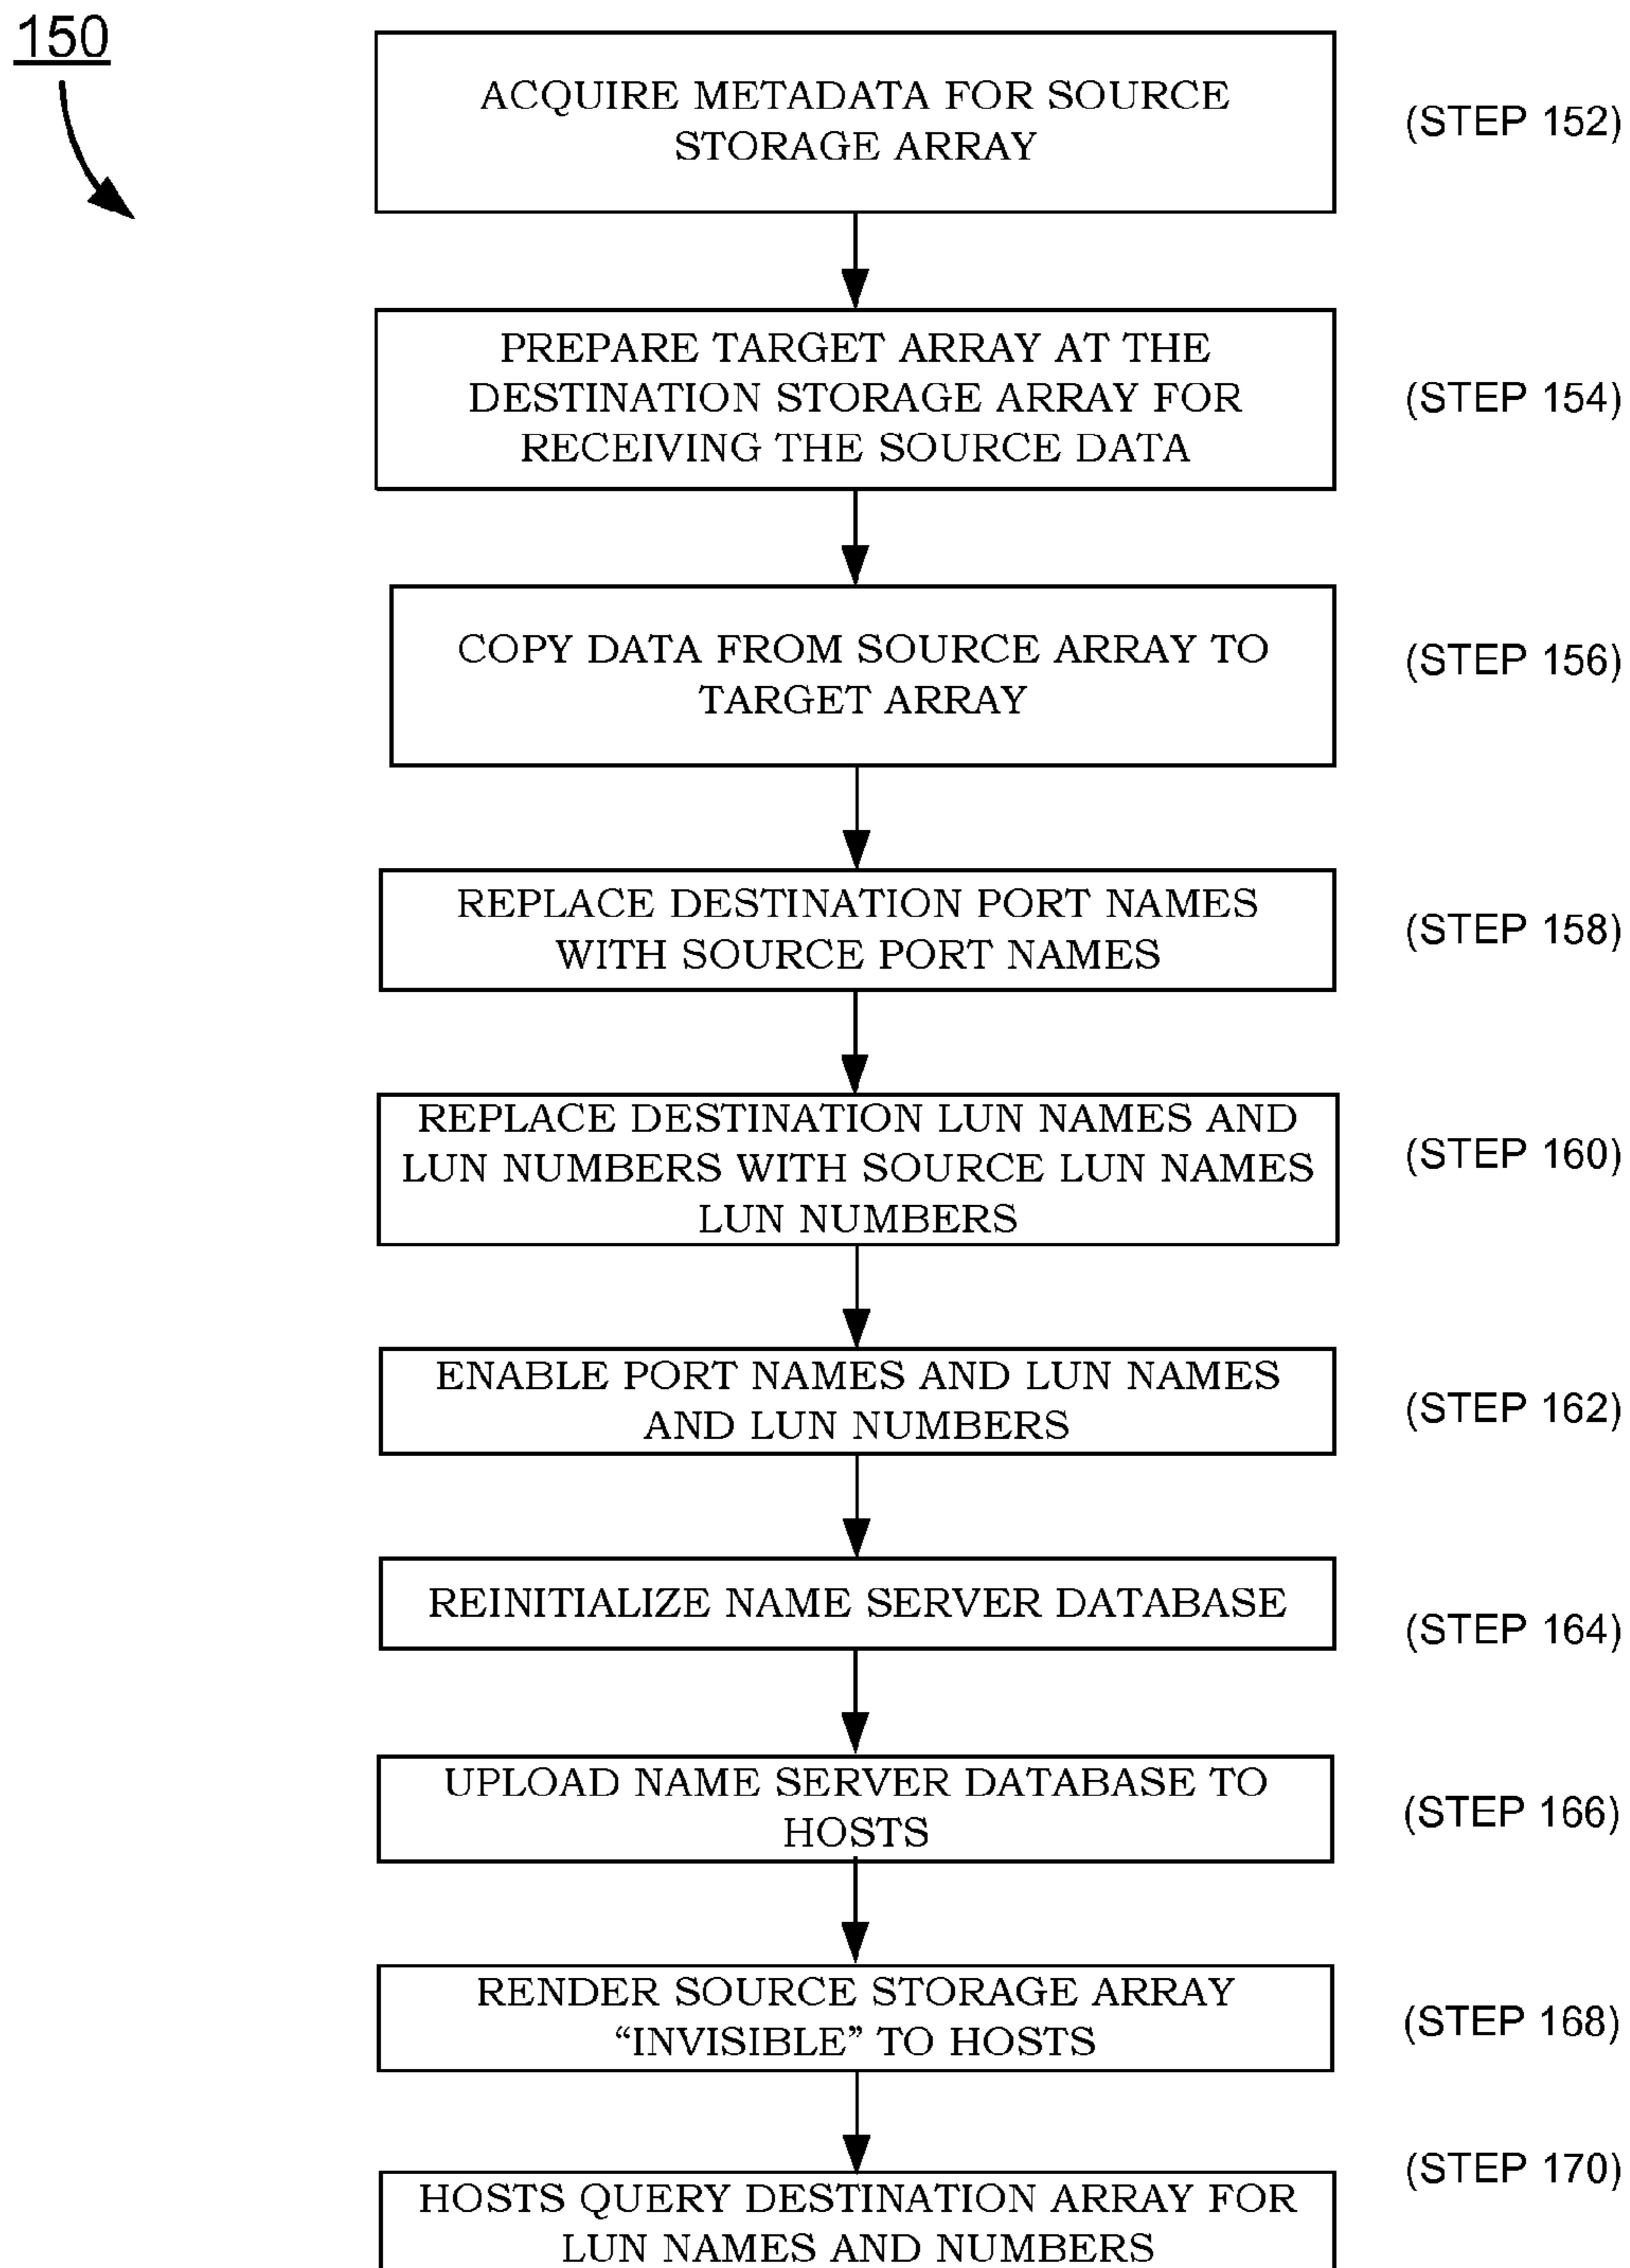 150
ACQUIRE METADATA FOR SOURCE
STORAGE ARRAY
(STEP 152)
PREPARE TARGET ARRAY AT THE
DESTINATION STORAGE ARRAY FOR
RECEIVING THE SOURCE DATA
(STEP 154)
COPY DATA FROM SOURCE ARRAY TO
TARGET ARRAY
(STEP 156)
REPLACE DESTINATION PORT NAMES
WITH SOURCE PORT NAMES
(STEP 158)
REPLACE DESTINATION LUN NAMES AND
LUN NUMBERS WITH SOURCE LUN NAMES
LUN NUMBERS
(STEP 160)
ENABLE PORT NAMES AND LUN NAMES
AND LUN NUMBERS
(STEP 162)
REINITIALIZE NAME SERVER DATABASE
(STEP 164)
UPLOAD NAME SERVER DATABASE TO
HOSTS
(STEP 166)
RENDER SOURCE STORAGE ARRAY
“INVISIBLE” TO HOSTS
(STEP 168)
HOSTS QUERY DESTINATION ARRAY FOR
LUN NAMES AND NUMBERS
(STEP 170)